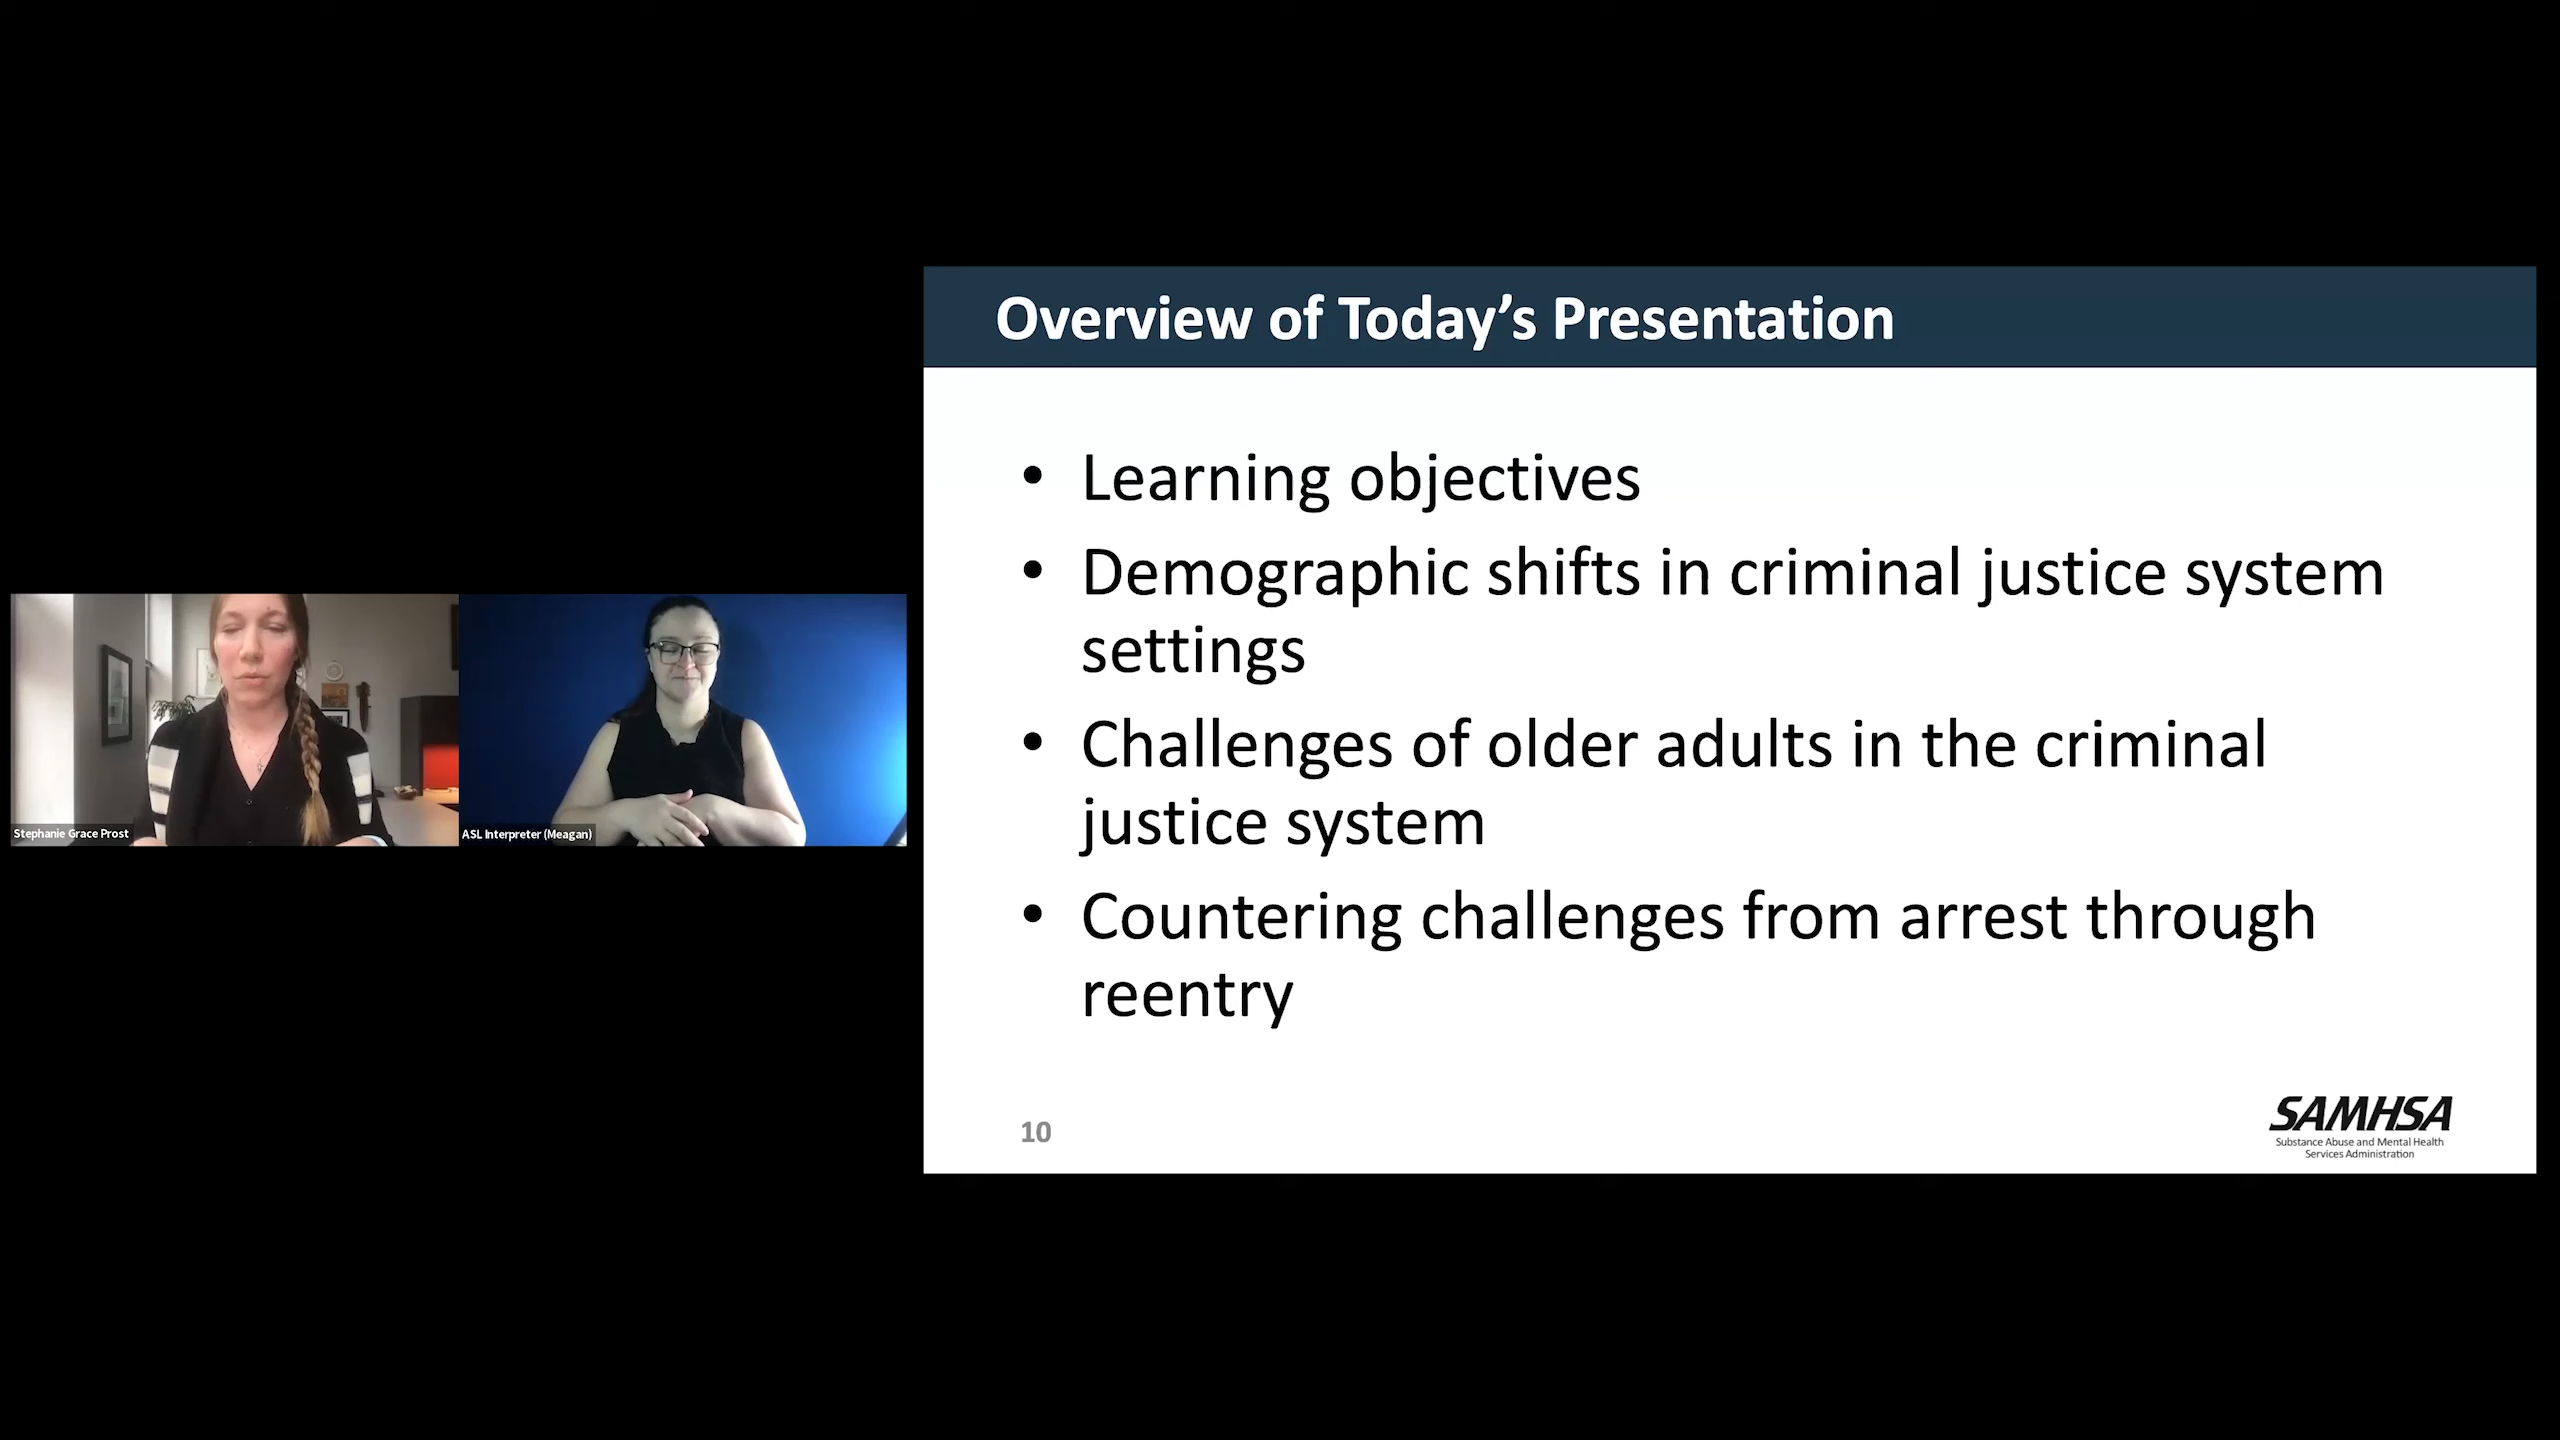 Overview of Today’s Presentation
• Learning objectives
• Demographic shifts in criminal justice system
settings
• Challenges of older adults in the criminal
justice system
• Countering challenges from arrest through
reentry
Stephanie Grace Prost
ASL Interpreter (Meagan)
10
SAMHSA
Substance Abuse and Mental Health
Services Administration